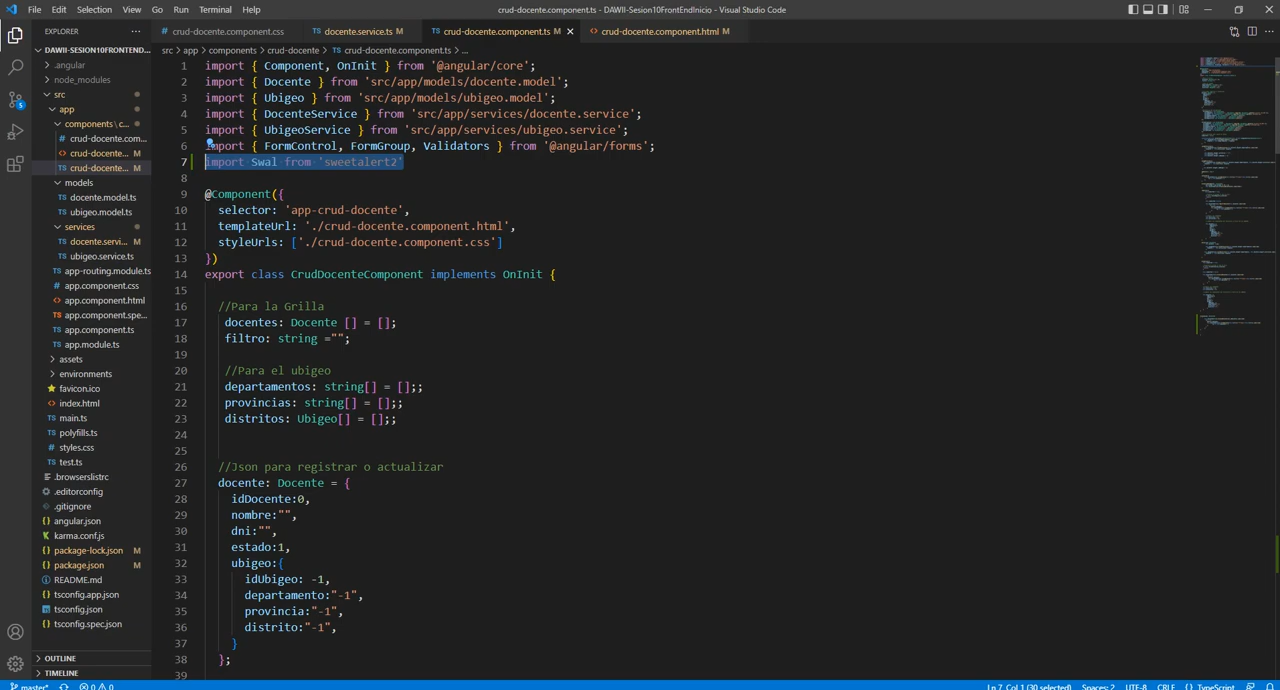 File Edit Selection View Go Run Terminal Help
crud-docente.component.ts - DAWII-Sesion10FrontEndInicio - Visual Studio Code
EXPLORER
# crud-docente.component.css
TS docente.service.ts M
TS crud-docente.component.ts M
<> crud-docente.component.html M
src > app > components > crud-docente > TS crud-docente.component.ts > ...
DAWII-SESION10FRONTEND...
.angular
node_modules
src
app
components\c...
# crud-docente.com...
<> crud-docente... M
TS crud-docente... M
models
TS docente.model.ts
TS ubigeo.model.ts
services
TS docente.servi... M
TS ubigeo.service.ts
TS app-routing.module.ts
# app.component.css
<> app.component.html
TS app.component.spe...
TS app.component.ts
TS app.module.ts
assets
environments
favicon.ico
<> index.html
TS main.ts
TS polyfills.ts
# styles.css
TS test.ts
.browserslistrc
.editorconfig
.gitignore
{} angular.json
karma.conf.js
{} package-lock.json M
{} package.json M
README.md
{} tsconfig.app.json
tsconfig.json
{} tsconfig.spec.json
OUTLINE
TIMELINE
5
1 import { Component, OnInit } from '@angular/core';
2 import { Docente } from 'src/app/models/docente.model';
3 import { Ubigeo } from 'src/app/models/ubigeo.model';
4 import { DocenteService } from 'src/app/services/docente.service';
5 import { UbigeoService } from 'src/app/services/ubigeo.service';
6 import { FormControl, FormGroup, Validators } from '@angular/forms';
7 import Swal from 'sweetalert2'
8
9 @Component({
10 selector: 'app-crud-docente',
11 templateUrl: './crud-docente.component.html',
12 styleUrls: ['./crud-docente.component.css']
13 })
14 export class CrudDocenteComponent implements OnInit {
15
16 //Para la Grilla
17 docentes: Docente [] = [];
18 filtro: string ="";
19
20 //Para el ubigeo
21 departamentos: string[] = [];;
22 provincias: string[] = [];;
23 distritos: Ubigeo[] = [];;
24
25
26 //Json para registrar o actualizar
27 docente: Docente = {
28 idDocente:0,
29 nombre:"",
30 dni:"",
31 estado:1,
32 ubigeo:{
33 idUbigeo: -1,
34 departamento:"-1",
35 provincia:"-1",
36 distrito:"-1",
37 }
38 };
39
master* 0 0 Ln 7, Col 1 (30 selected) Spaces: 2 UTF-8 CRLF {} TypeScript